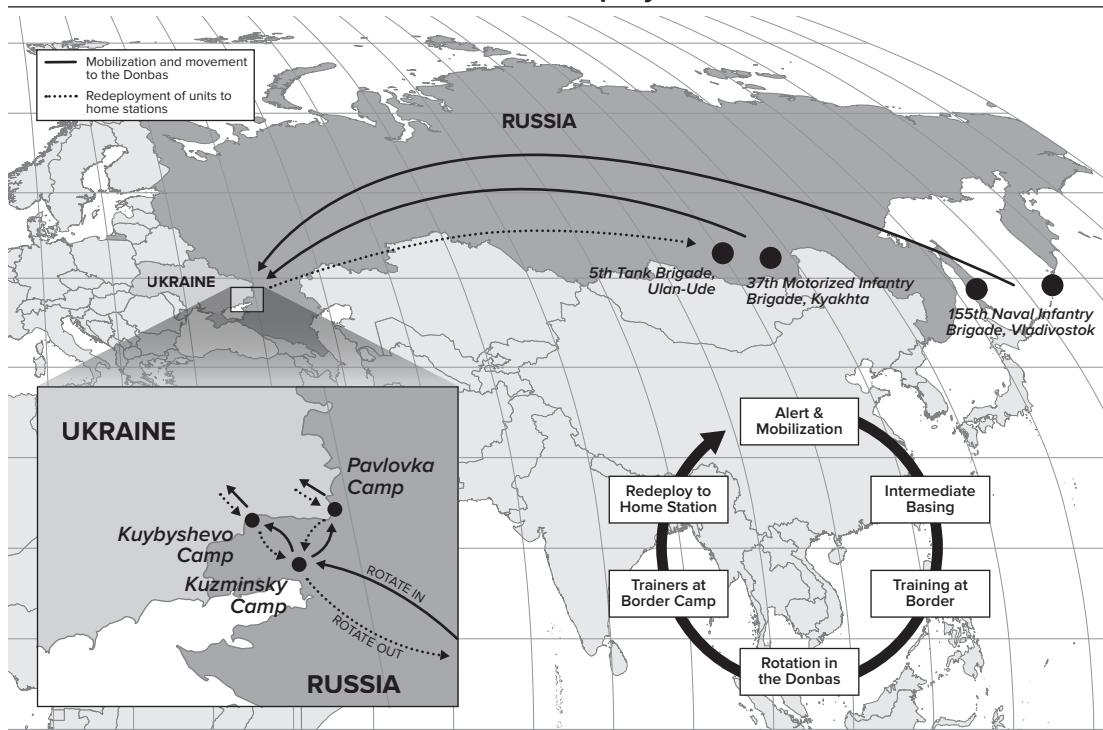 Mobilization and movement
to the Donbas
Redeployment of units to
home stations
RUSSIA
UKRAINE
5th Tank Brigade,
Ulan-Ude
37th Motorized Infantry
Brigade, Kyakhta
155th Naval Infantry
Brigade, Vladivostok
UKRAINE
Pavlovka
Camp
Kuybyshevo
Camp
Kuzminsky
Camp
ROTATE IN
ROTATE OUT
RUSSIA
Alert &
Mobilization
Redeploy to
Home Station
Intermediate
Basing
Trainers at
Border Camp
Training at
Border
Rotation in
the Donbas